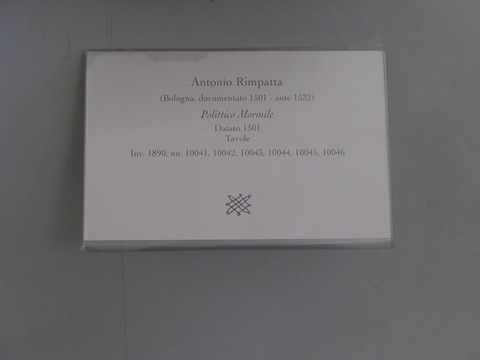 Antonio Rimpatta
(Bologna, documentato 1501 - ante 1532)
Polittico Mormile
Datato 1501
Tavole
Inv. 1890, nn. 10041, 10042, 10043, 10044, 10045, 10046